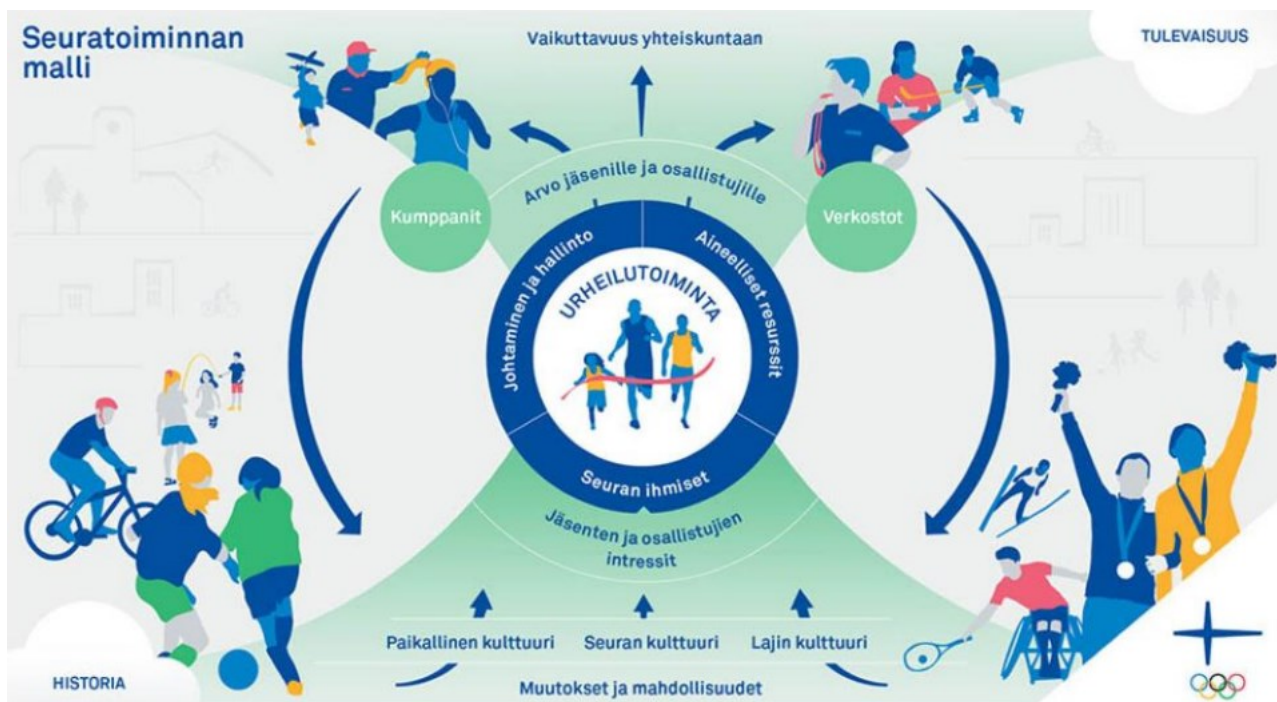 Seuratoiminnan
malli
Vaikuttavuus yhteiskuntaan
TULEVAISUUS
Arvo jäsenille ja osallistujille
Kumppanit
Verkostot
Johtaminen ja hallinto
Aineelliset resurssit
URHEILUTOIMINTA
Seuran ihmiset
Jäsenten ja osallistujien
intressit
Paikallinen kulttuuri
Seuran kulttuuri
Lajin kulttuuri
HISTORIA
Muutokset ja mahdollisuudet